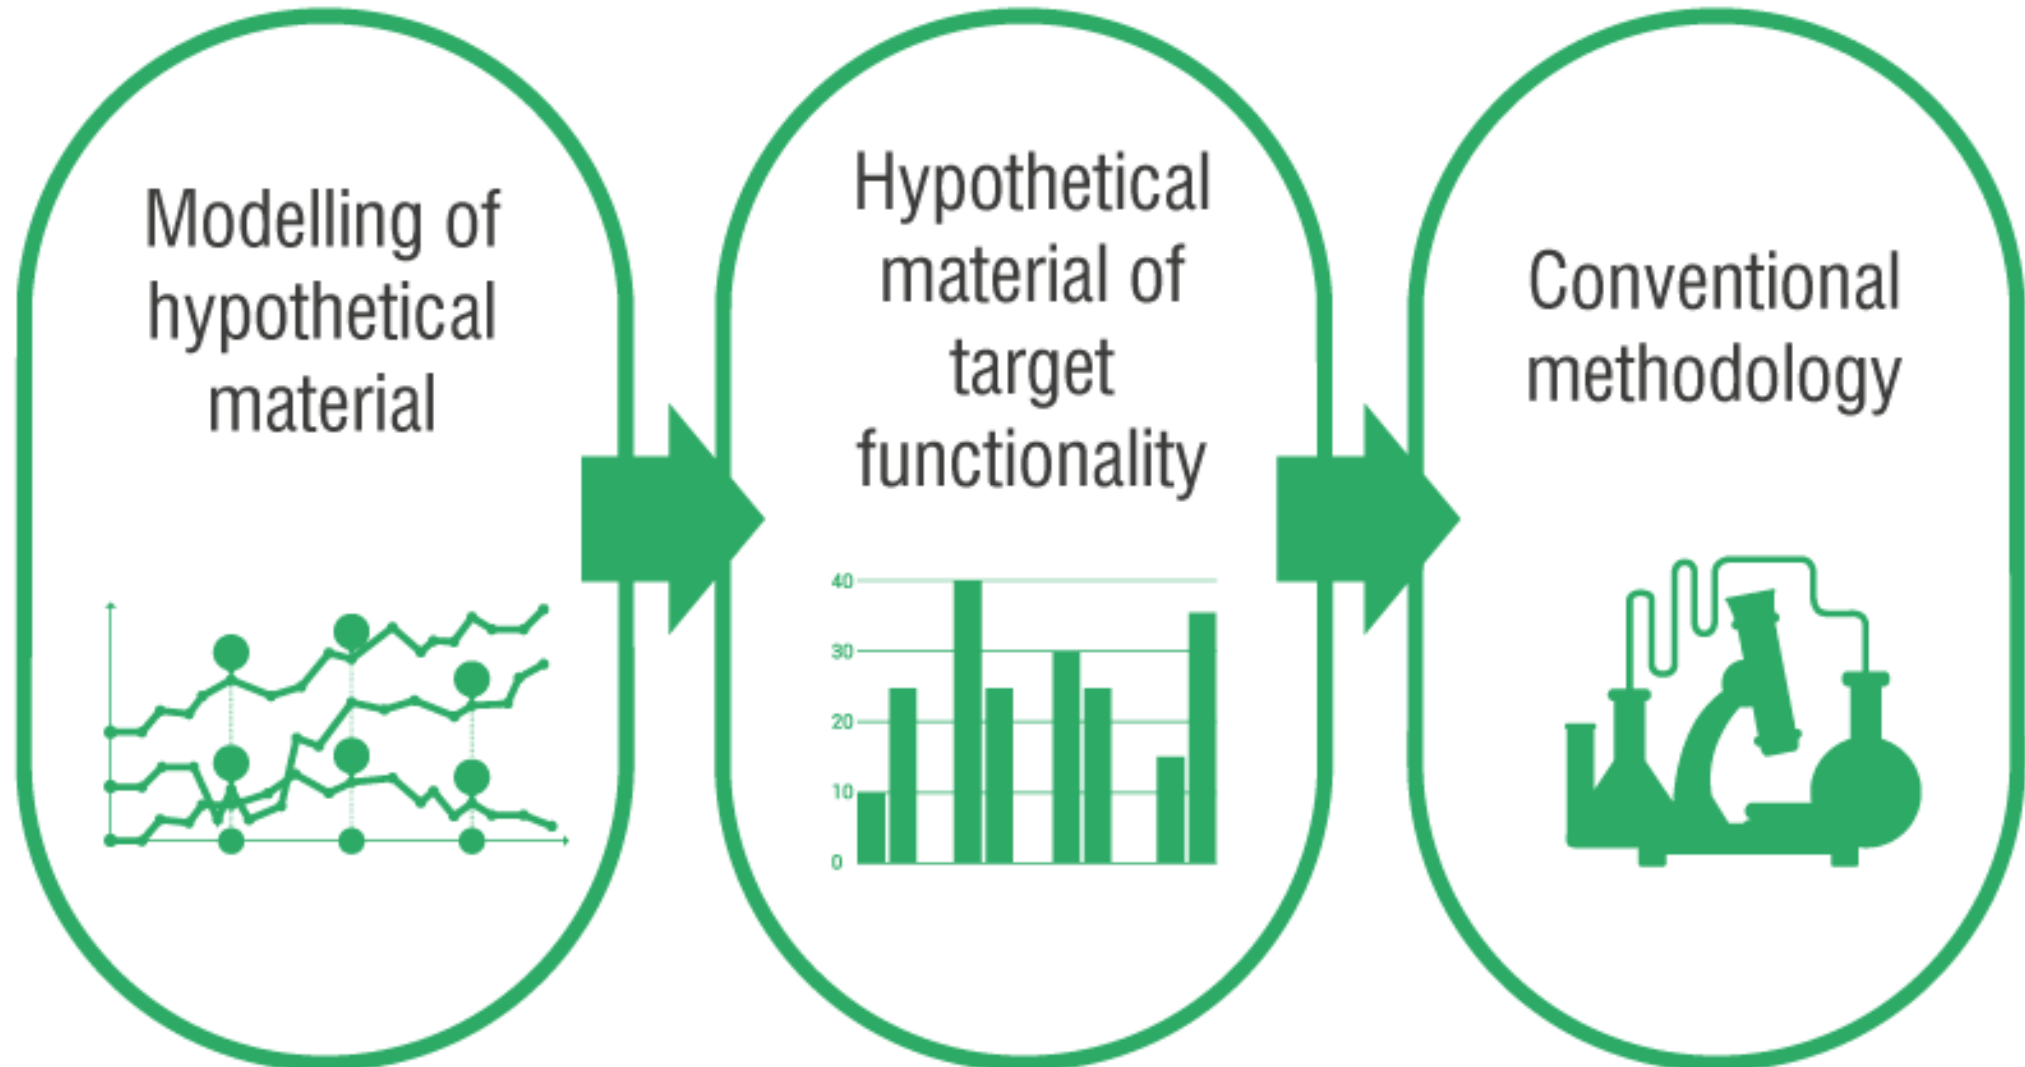 Modelling of
hypothetical
material
Hypothetical
material of
target
functionality
40
30
20
10
0
Conventional
methodology